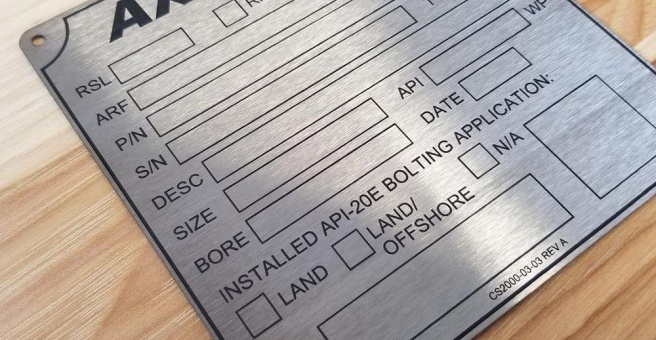 RSL
ARF
P/N
S/N
DESC
SIZE
BORE
API
DATE
INSTALLED API-20E BOLTING APPLICATION:
LAND
LAND/
OFFSHORE
N/A
CS2000-03-03 REV A